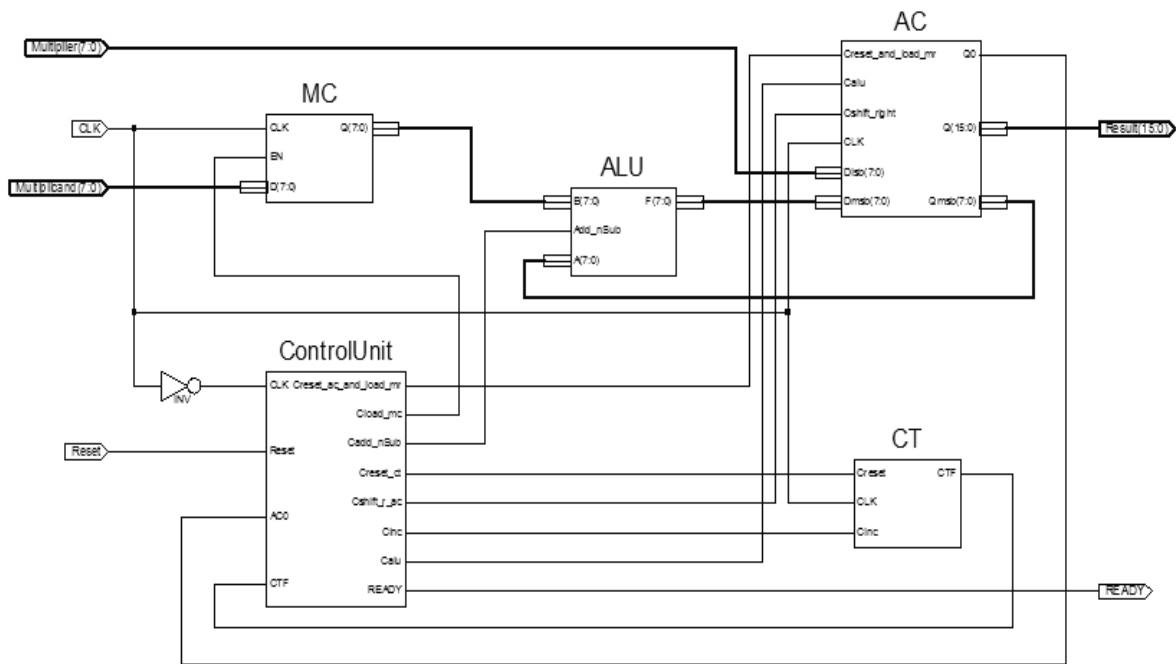 AC
Multiplier(7:0)
Creset_and_load_mr
Q0
MC
Calu
CLK
CLK
Q(7:0)
Cshift_right
Q(15:0)
Result(15:0)
EN
ALU
CLK
Multiplicand(7:0)
D(7:0)
Dlsb(7:0)
B(7:0)
F(7:0)
Dmsb(7:0)
Qmsb(7:0)
Add_nSub
A(7:0)
ControlUnit
INV
CLK
Creset_ac_and_load_mr
Cload_mc
Reset
Reset
Cadd_nSub
CT
Creset_ct
Creset
CTF
Cshift_r_ac
CLK
AC0
Cinc
Cinc
Calu
CTF
READY
READY